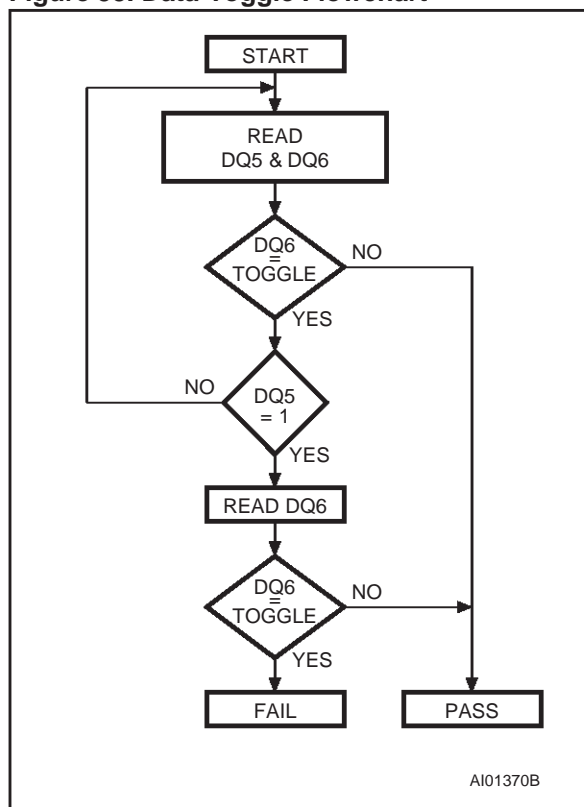 Figure Data Toggle Flowchart
START
READ
DQ5 & DQ6
DQ6
=
TOGGLE
NO
YES
NO
DQ5
= 1
YES
READ DQ6
DQ6
=
TOGGLE
NO
YES
FAIL
PASS
AI01370B